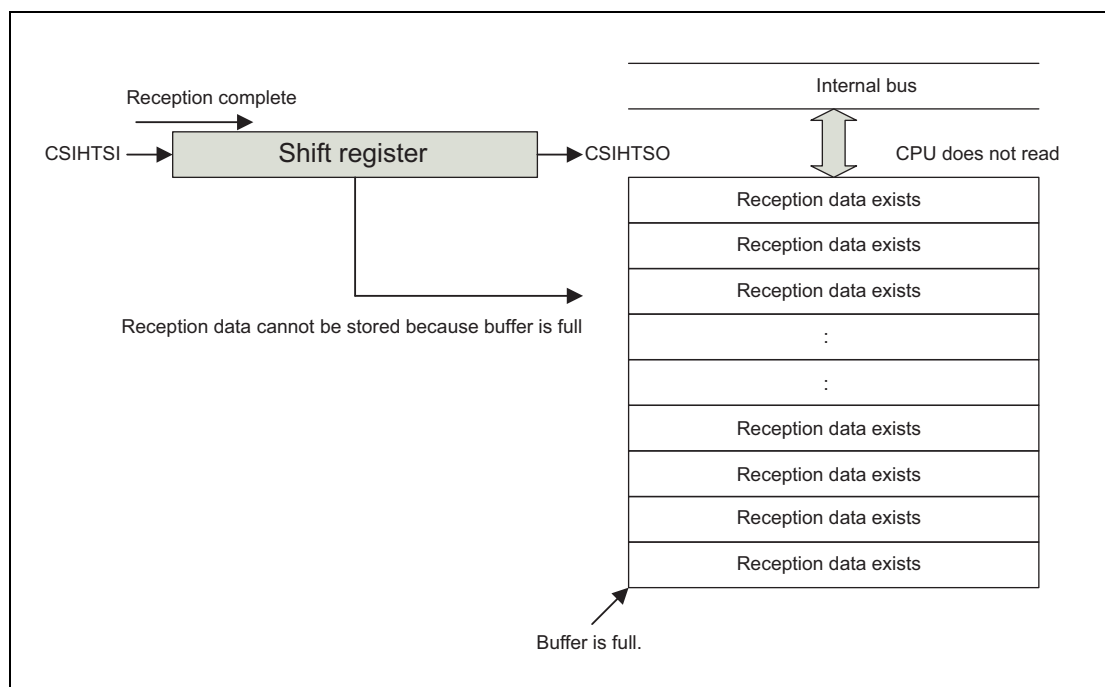 Internal bus
Reception complete
CSIHTSI
Shift register
CSIHTSO
CPU does not read
Reception data exists
Reception data exists
Reception data exists
Reception data cannot be stored because buffer is full
:
:
Reception data exists
Reception data exists
Reception data exists
Reception data exists
Buffer is full.